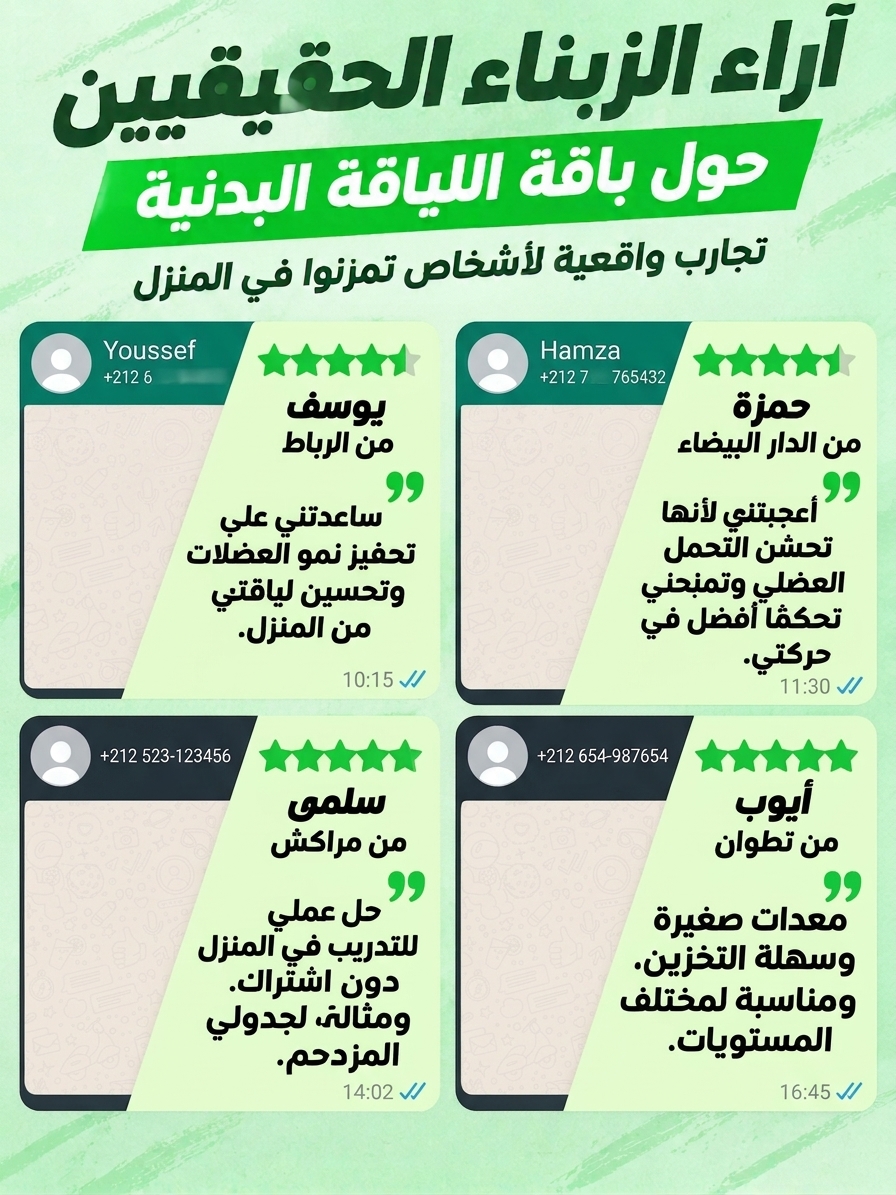 آراء الزبناء الحقيقيين
حول باقة اللياقة البدنية
تجارب واقعية لأشخاص تمزنوا في المنزل
Hamza
+212 7 765432
حمزة
من الدار البيضاء
”
أعجبتني لأنها
تحشن التحمل
العضلي وتمنحني
تحكمًا أفضل في
حركتي.
11:30
Youssef
+212 6
يوسف
من الرباط
”
ساعدتني علي
تحفيز نمو العضلات
وتحسين لياقتي
من المنزل.
10:15
+212 654-987654
أيوب
من تطوان
”
معدات صغيرة
وسهلة التخزين.
ومناسبة لمختلف
المستويات.
16:45
+212 523-123456
سلمى
من مراكش
”
حل عملي
للتدريب في المنزل
دون اشتراك.
لجدولي
المزدحم.
14:02